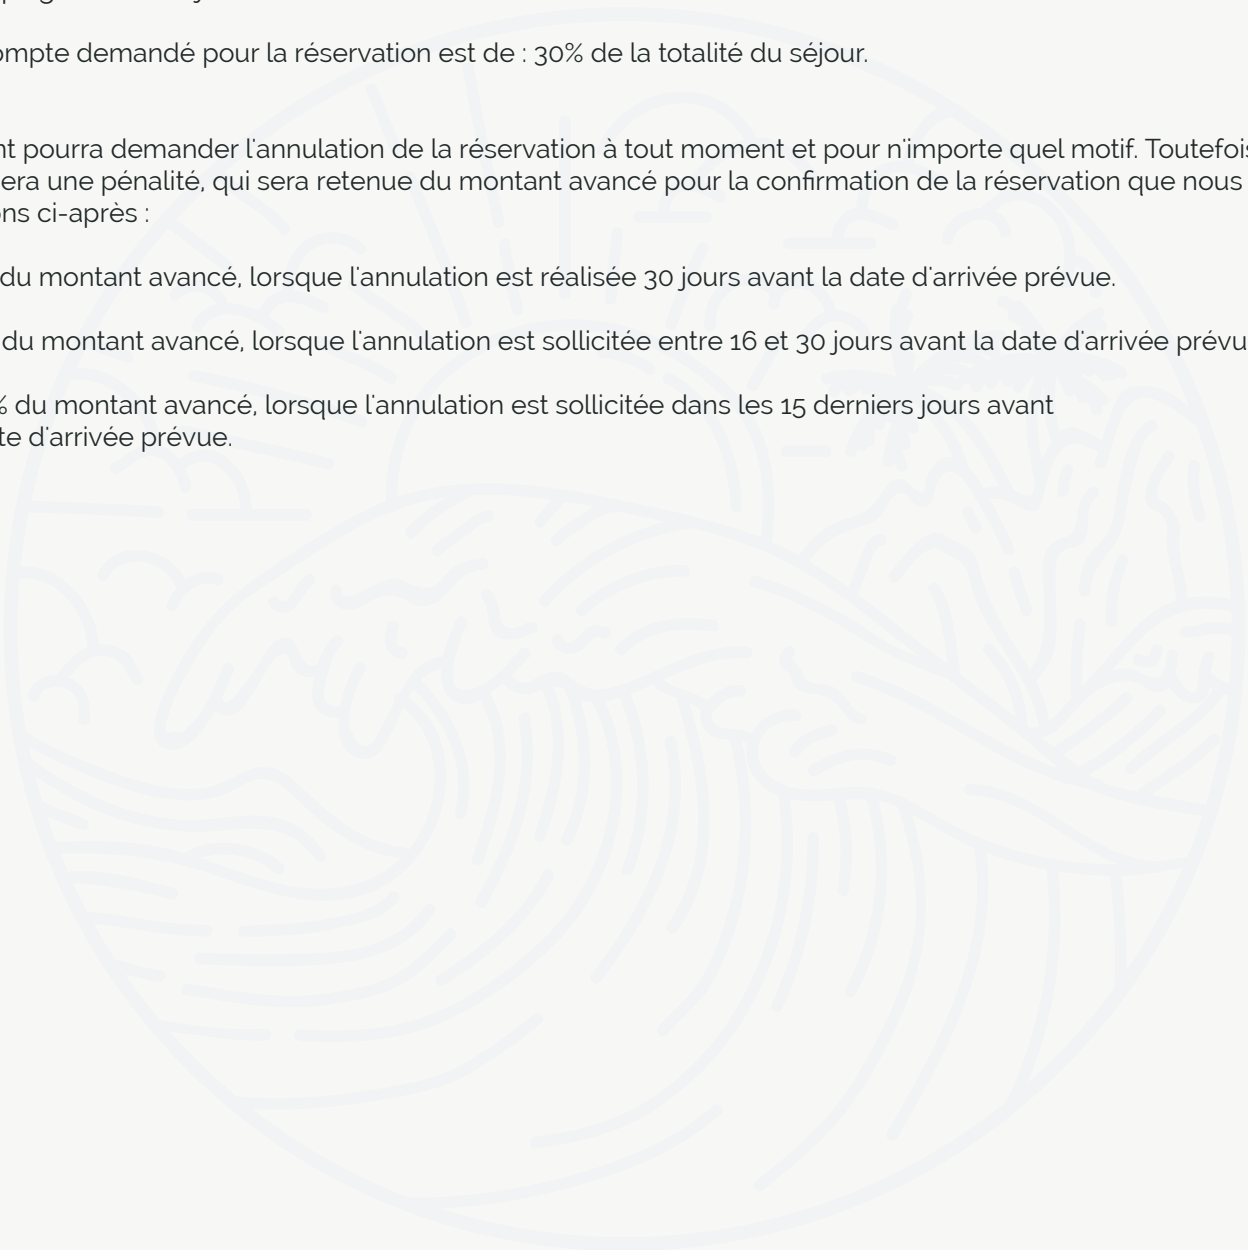 ompte demandé pour la réservation est de : 30% de la totalité du séjour.
nt pourra demander l'annulation de la réservation à tout moment et pour n'importe quel motif. Toutefois
era une pénalité, qui sera retenue du montant avancé pour la confirmation de la réservation que nous
ons ci-après :
du montant avancé, lorsque l'annulation est réalisée 30 jours avant la date d'arrivée prévue.
du montant avancé, lorsque l'annulation est sollicitée entre 16 et 30 jours avant la date d'arrivée prévu
% du montant avancé, lorsque l'annulation est sollicitée dans les 15 derniers jours avant
te d'arrivée prévue.